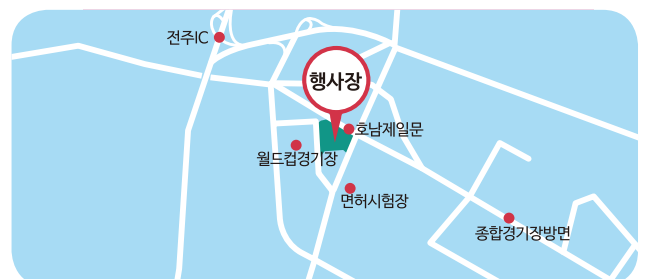 전주IC
행사장
호남제일문
월드컵경기장
면허시험장
종합경기장방면